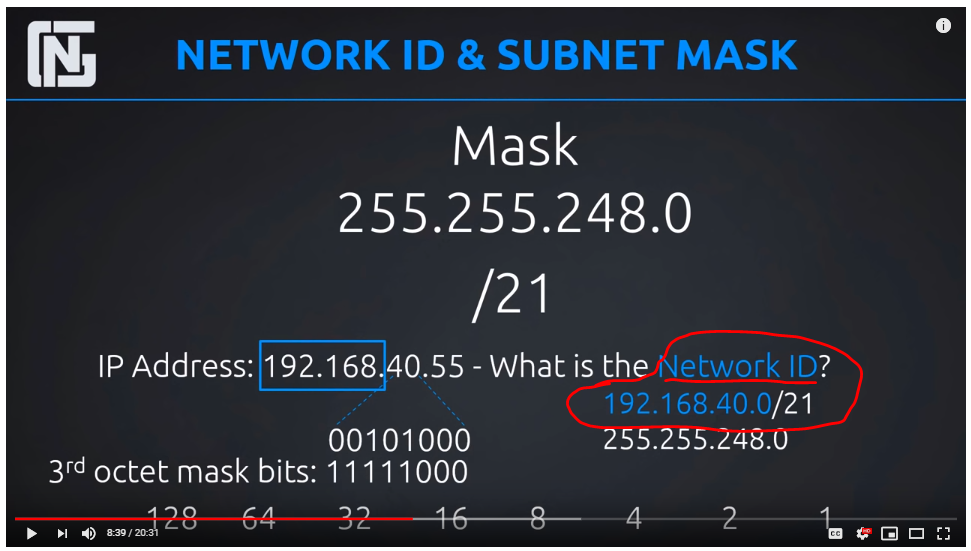 NETWORK ID & SUBNET MASK
Mask
255.255.248.0
/21
IP Address: 192.168.40.55 - What is the Network ID?
192.168.40.0/21
00101000
255.255.248.0
3rd octet mask bits: 11111000
128 64 32 16 8 4 2 1
8:39 / 20:31
CC
HD